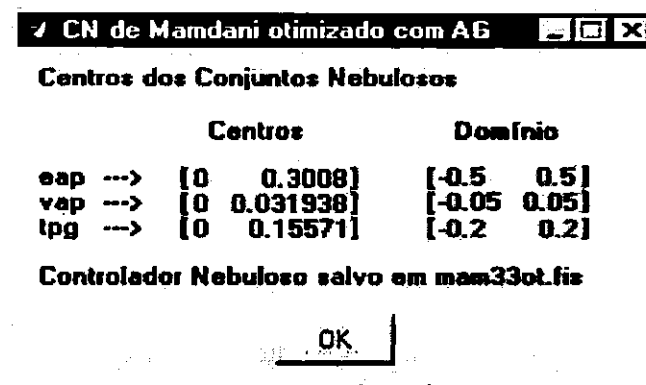 CN de Mamdani otimizado com AG
Centros dos Conjuntos Nebulosos
Centros Domínio
eap ---> [0 0.3008] [-0.5 0.5]
vap ---> [0 0.031938] [-0.05 0.05]
tpg ---> [0 0.15571] [-0.2 0.2]
Controlador Nebuloso salvo em mam33ot.fis
OK